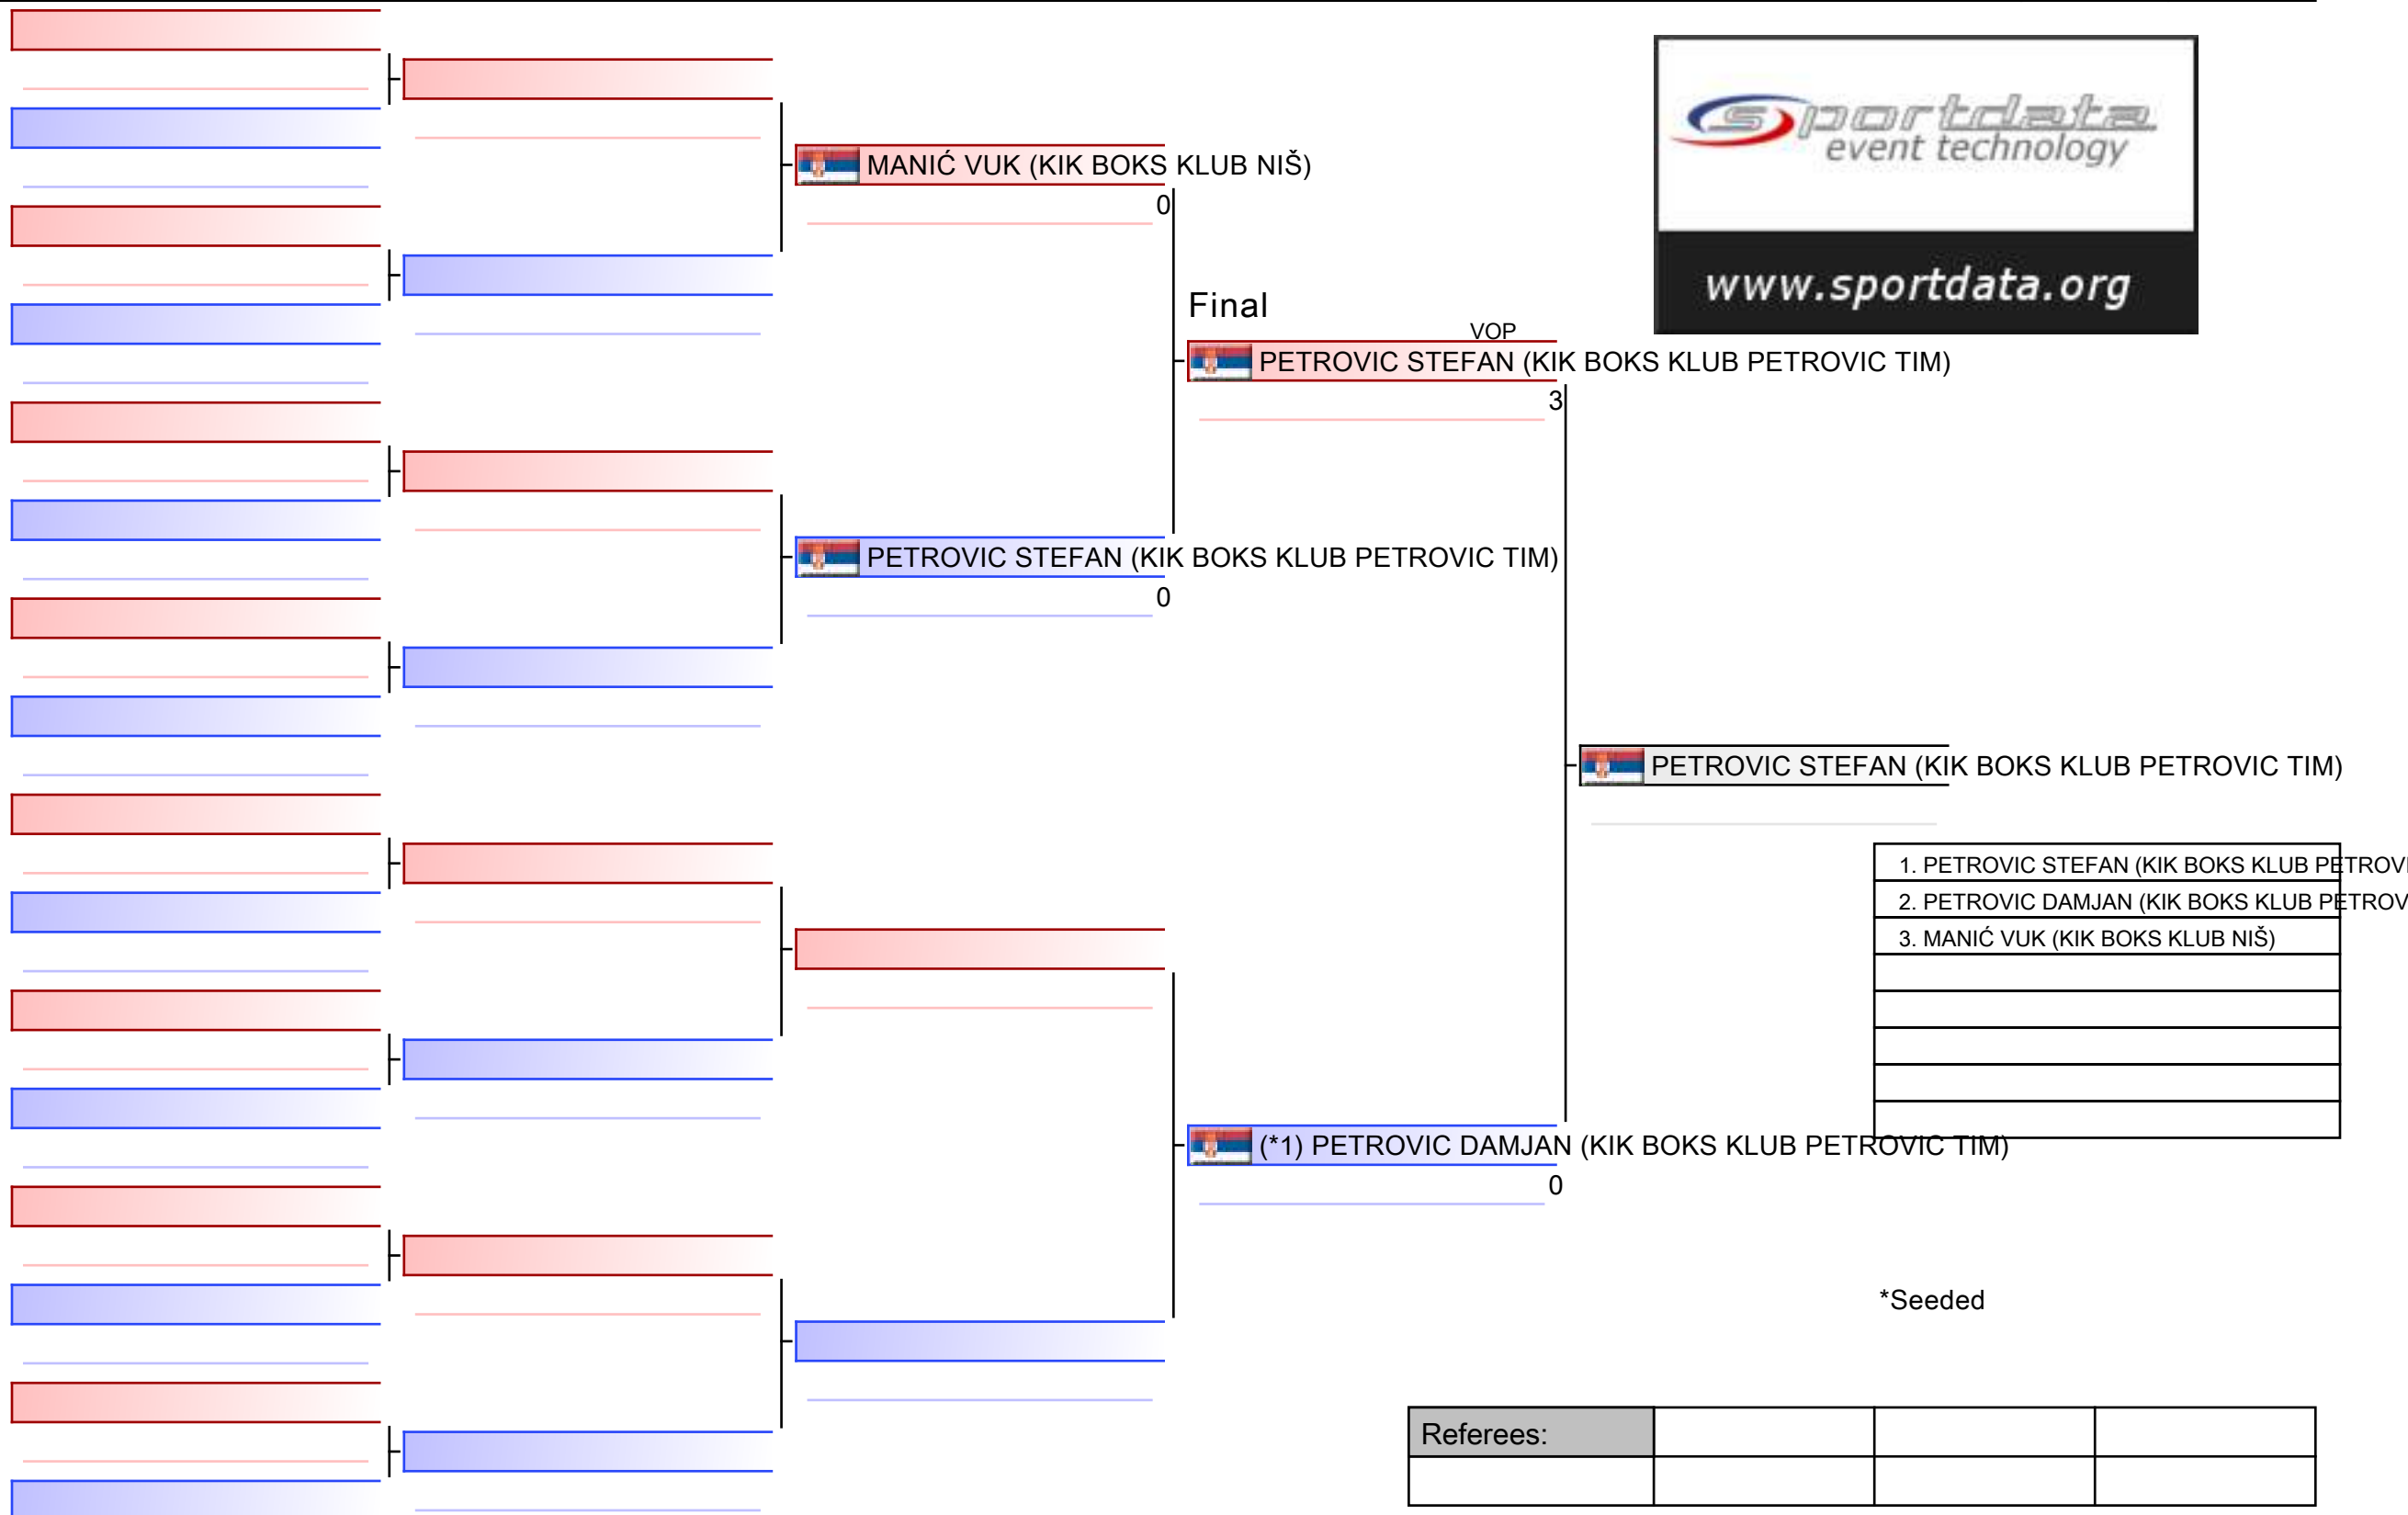 sportdata
event technology
www.sportdata.org
MANIĆ VUK (KIK BOKS KLUB NIŠ)
0
Final
VOP
PETROVIC STEFAN (KIK BOKS KLUB PETROVIC TIM)
3
PETROVIC STEFAN (KIK BOKS KLUB PETROVIC TIM)
0
PETROVIC STEFAN (KIK BOKS KLUB PETROVIC TIM)
1. PETROVIC STEFAN (KIK BOKS KLUB PETROVI
2. PETROVIC DAMJAN (KIK BOKS KLUB PETROV
3. MANIĆ VUK (KIK BOKS KLUB NIŠ)
(*1) PETROVIC DAMJAN (KIK BOKS KLUB PETROVIC TIM)
0
*Seeded
Referees: